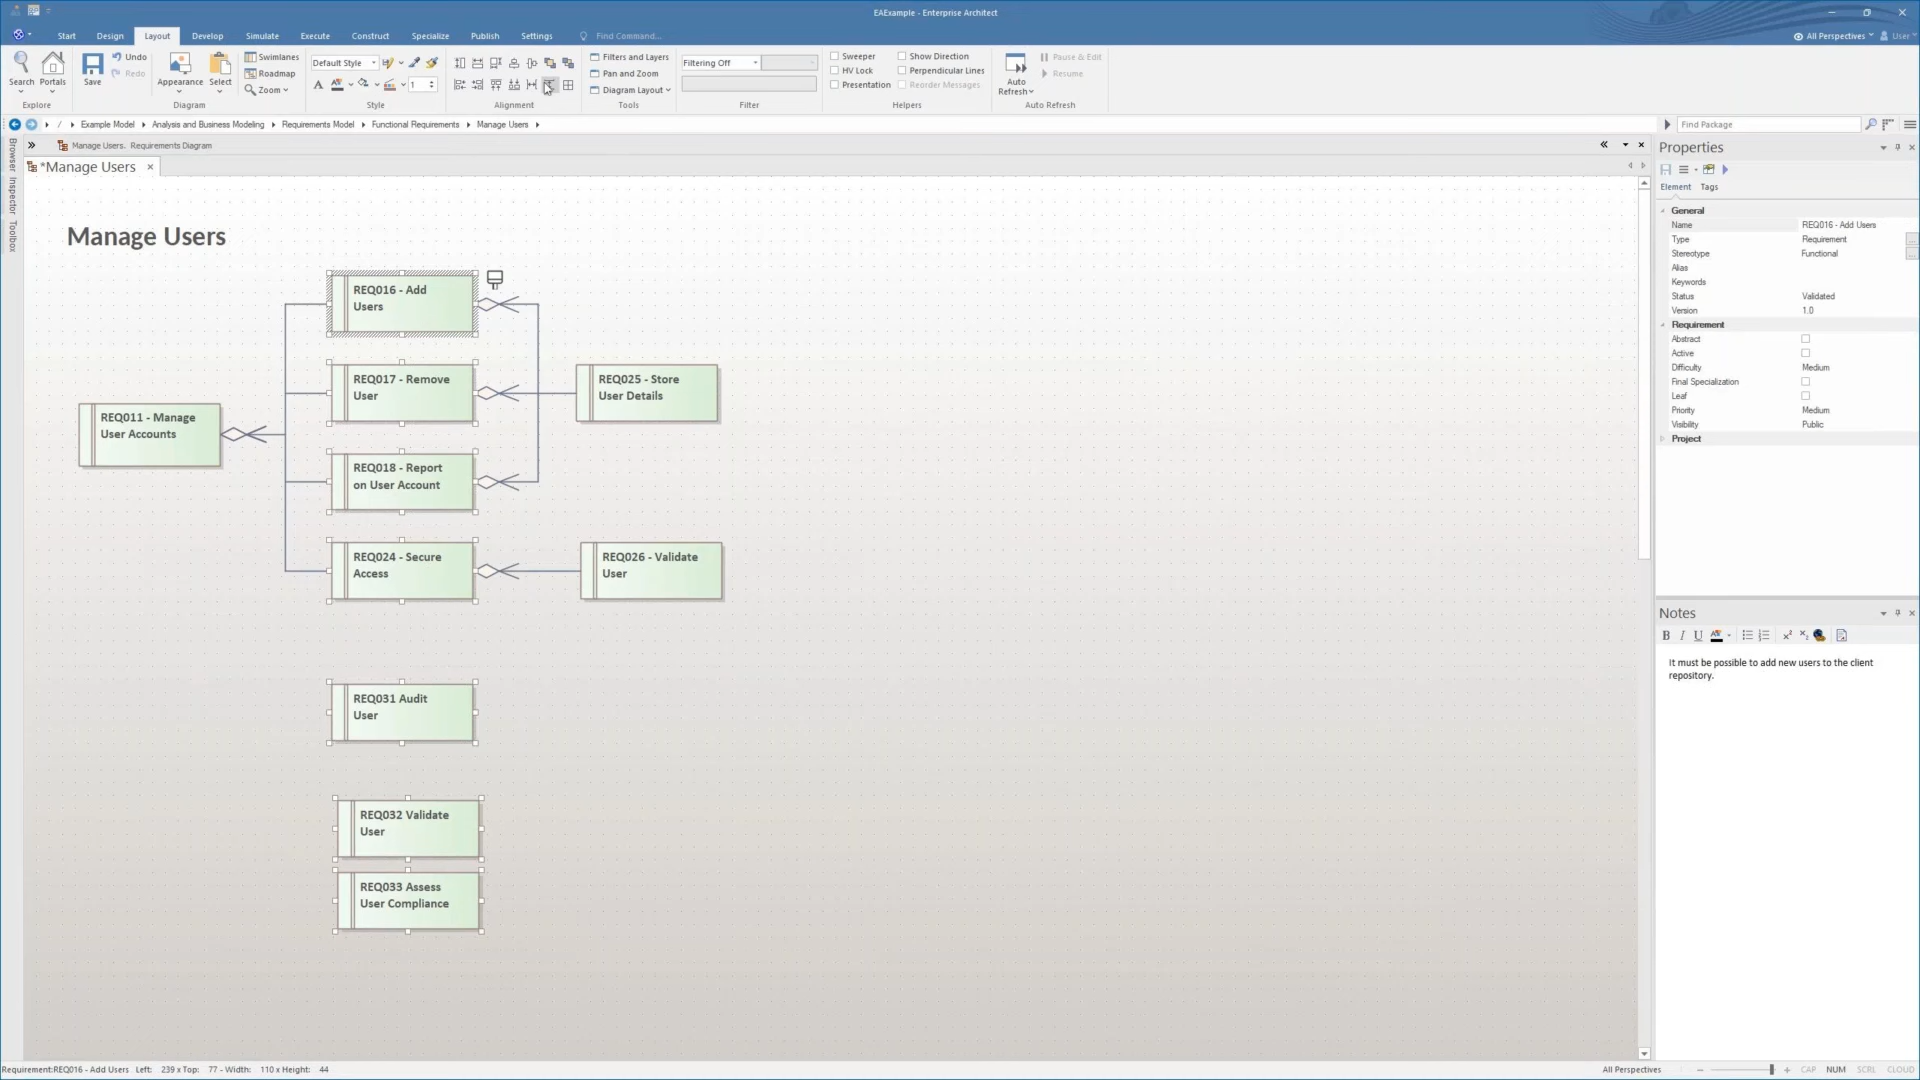 EAExample - Enterprise Architect
Start Design Layout Develop Simulate Execute Construct Specialize Publish Settings Find Command... All Perspectives User
Search Portals
Explore
Save Undo Redo Appearance Select Swimlanes Roadmap Zoom
Diagram
Default Style
A 1
Style
Alignment
Filters and Layers
Pan and Zoom
Diagram Layout
Tools
Filtering Off
Filter
Sweeper Show Direction
HV Lock Perpendicular Lines
Presentation Reorder Messages
Helpers
Auto Refresh
Pause & Edit
Resume
Auto Refresh
/ Example Model Analysis and Business Modeling Requirements Model Functional Requirements Manage Users
Find Package
Browser
Inspector
Toolbox
Manage Users. Requirements Diagram
*Manage Users
Manage Users
REQ016 - Add
Users
REQ017 - Remove
User
REQ025 - Store
User Details
REQ011 - Manage
User Accounts
REQ018 - Report
on User Account
REQ024 - Secure
Access
REQ026 - Validate
User
REQ031 Audit
User
REQ032 Validate
User
REQ033 Assess
User Compliance
Properties
Element Tags
General
Name REQ016 - Add Users
Type Requirement
Stereotype Functional
Alias
Keywords
Status Validated
Version 1.0
Requirement
Abstract
Active
Difficulty Medium
Final Specialization
Leaf
Priority Medium
Visibility Public
Project
Notes
B I U
It must be possible to add new users to the client
repository.
Requirement:REQ016 - Add Users Left: 239 x Top: 77 - Width: 110 x Height: 44
All Perspectives
CAP NUM SCRL CLOUD